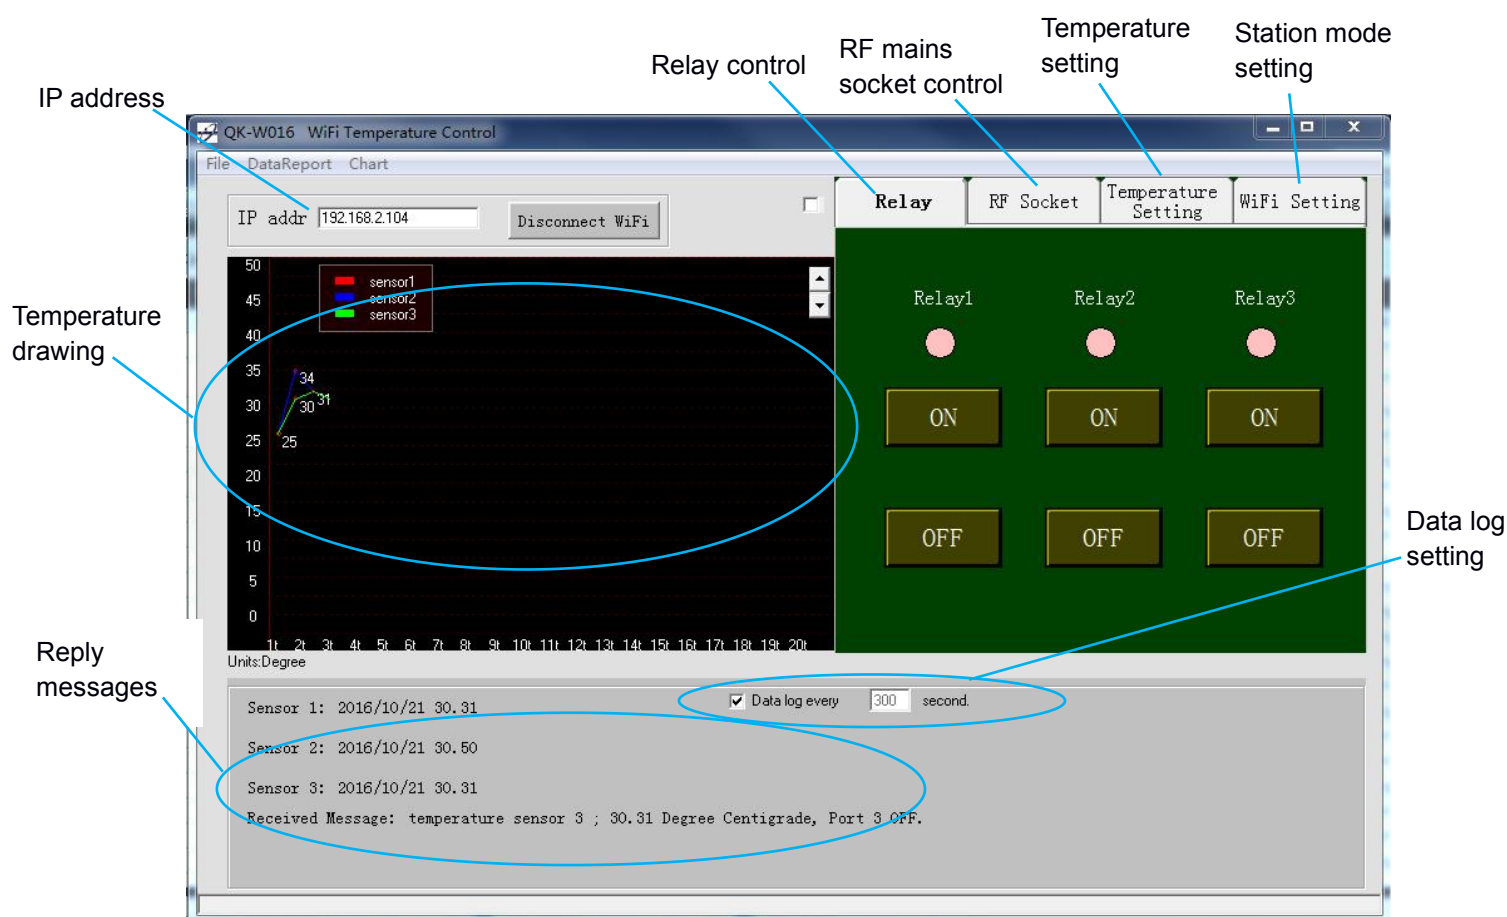 Temperature
setting
Station mode
setting
Relay control
RF mains
socket control
IP address
QK-W016 WiFi Temperature Control
File DataReport Chart
IP addr 192.168.2.104 Disconnect WiFi
Relay
RF Socket
Temperature
Setting
WiFi Setting
Temperature
drawing
50
45
40
35
30
25
20
15
10
5
0
sensor1
sensor2
sensor3
34
30
31
25
1t 2t 3t 4t 5t 6t 7t 8t 9t 10t 11t 12t 13t 14t 15t 16t 17t 18t 19t 20t
Units:Degree
Relay1 Relay2 Relay3
ON ON ON
OFF OFF OFF
Data log
setting
Reply
messages
Data log every 300 second.
Sensor 1: 2016/10/21 30.31
Sensor 2: 2016/10/21 30.50
Sensor 3: 2016/10/21 30.31
Received Message: temperature sensor 3 ; 30.31 Degree Centigrade, Port 3 OFF.